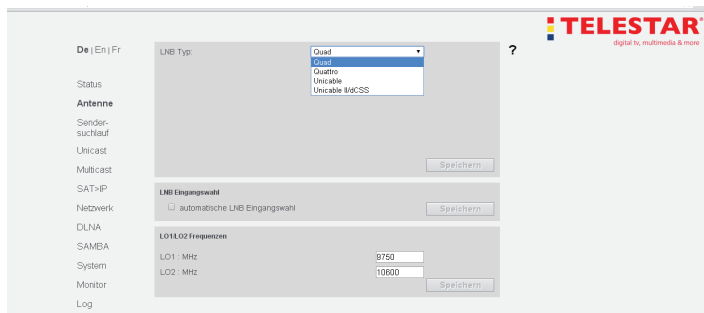 TELESTAR®
digital tv, multimedia & more
De | En | Fr
Status
Antenne
Sender-
suchlauf
Unicast
Multicast
SAT>IP
Netzwerk
DLNA
SAMBA
System
Monitor
Log
LNB Typ:
Quad
Quad
Quattro
Unicable
Unicable II/dCSS
?
Speichern
LNB Eingangswahl
automatische LNB Eingangswahl
Speichern
LO1/LO2 Frequenzen
LO1 : MHz
9750
LO2 : MHz
10600
Speichern